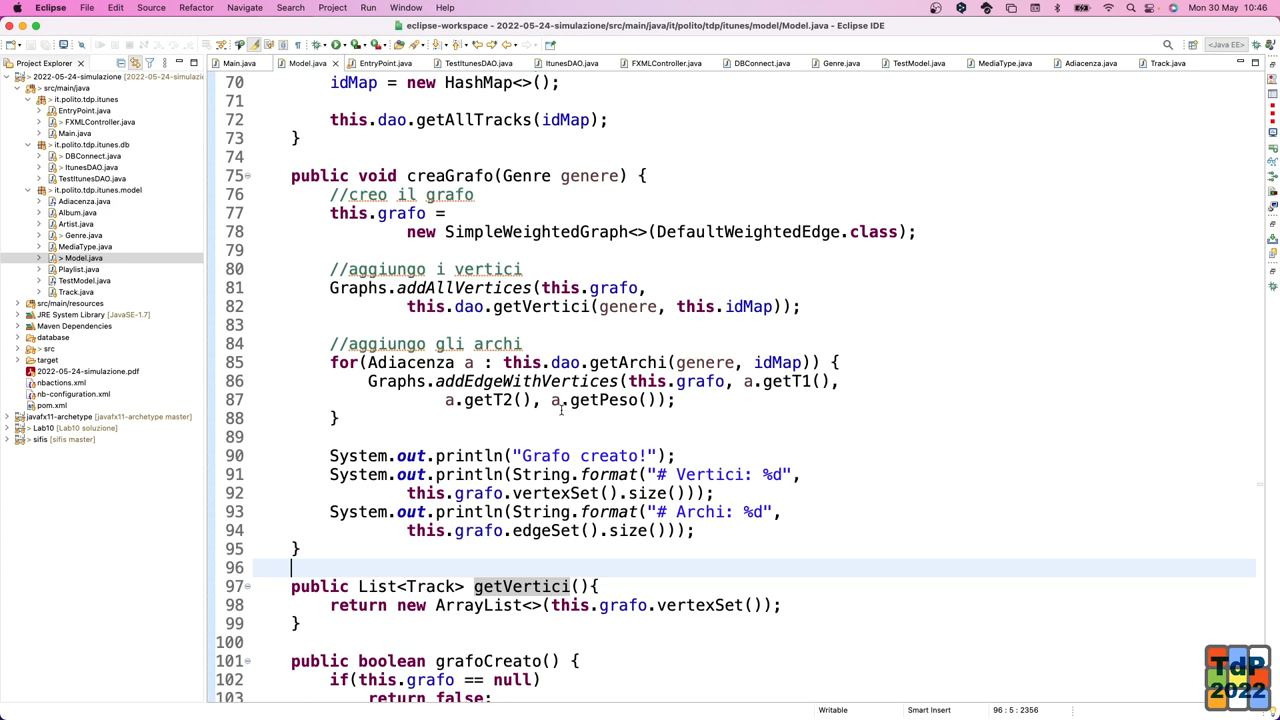 Eclipse File Edit Source Refactor Navigate Search Project Run Window Help Mon 30 May 10:46
eclipse-workspace - 2022-05-24-simulazione/src/main/java/it/polito/tdp/itunes/model/Model.java - Eclipse IDE
<Java EE>
Project Explorer
Main.java Model.java EntryPoint.java TestItunesDAO.java ItunesDAO.java FXMLController.java DBConnect.java Genre.java TestModel.java MediaType.java Adiacenza.java Track.java
2022-05-24-simulazione [2022-05-24-simulazi
src/main/java
it.polito.tdp.itunes
EntryPoint.java
> FXMLController.java
Main.java
it.polito.tdp.itunes.db
> DBConnect.java
> ItunesDAO.java
TestItunesDAO.java
it.polito.tdp.itunes.model
Adiacenza.java
Album.java
Artist.java
> Genre.java
MediaType.java
> Model.java
Playlist.java
TestModel.java
Track.java
src/main/resources
JRE System Library [JavaSE-1.7]
Maven Dependencies
database
> src
target
2022-05-24-simulazione.pdf
nbactions.xml
nb-configuration.xml
pom.xml
javafx11-archetype [javafx11-archetype master]
Lab10 [Lab10 soluzione]
sifis [sifis master]
70 idMap = new HashMap<>();
71
72 this.dao.getAllTracks(idMap);
73 }
74
75 public void creaGrafo(Genre genere) {
76 //creo il grafo
77 this.grafo =
78 new SimpleWeightedGraph<>(DefaultWeightedEdge.class);
79
80 //aggiungo i vertici
81 Graphs.addAllVertices(this.grafo,
82 this.dao.getVertici(genere, this.idMap));
83
84 //aggiungo gli archi
85 for(Adiacenza a : this.dao.getArchi(genere, idMap)) {
86 Graphs.addEdgeWithVertices(this.grafo, a.getT1(),
87 a.getT2(), a.getPeso());
88 }
89
90 System.out.println("Grafo creato!");
91 System.out.println(String.format("# Vertici: %d",
92 this.grafo.vertexSet().size()));
93 System.out.println(String.format("# Archi: %d",
94 this.grafo.edgeSet().size()));
95 }
96
97 public List<Track> getVertici(){
98 return new ArrayList<>(this.grafo.vertexSet());
99 }
100
101 public boolean grafoCreato() {
102 if(this.grafo == null)
103 return false;
Writable Smart Insert 96 : 5 : 2356
TdP
2022